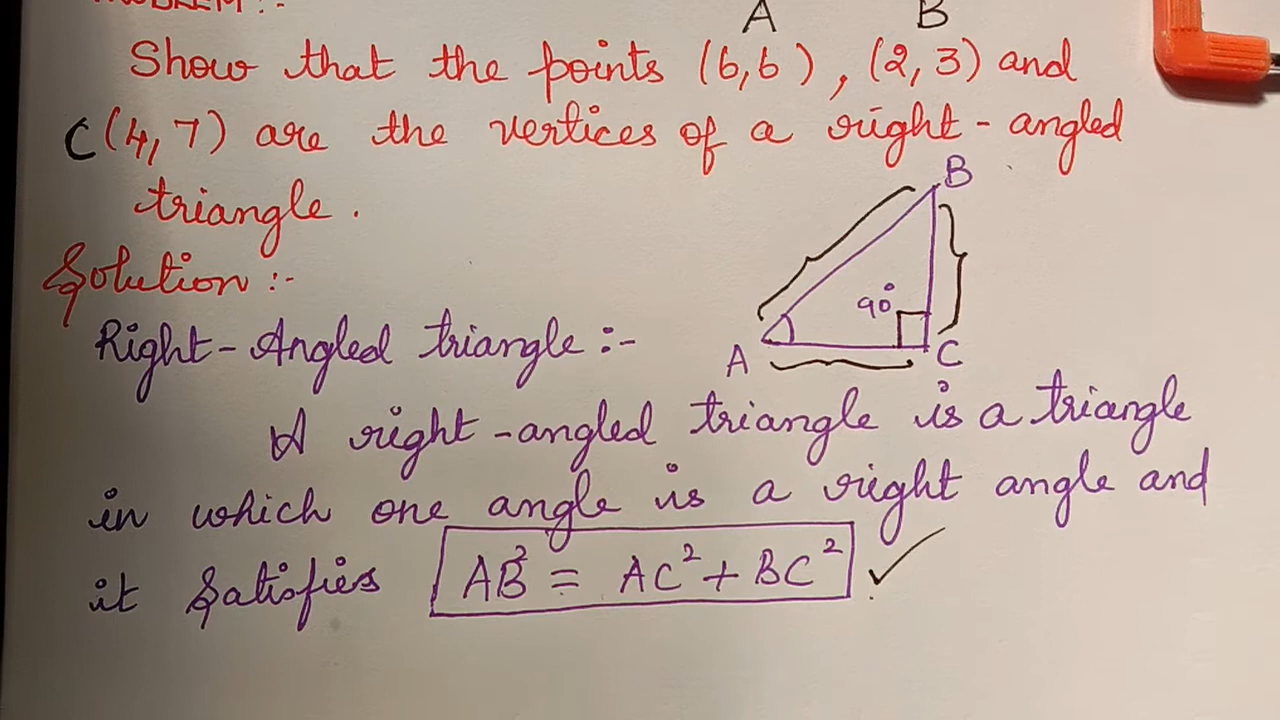 PROBLEM :-
A B
Show that the points (6,6), (2,3) and
C (4,7) are the vertices of a right-angled
triangle.
Solution :-
B
90°
Right-Angled triangle :-
A C
A right-angled triangle is a triangle
in which one angle is a right angle and
it satisfies AB² = AC² + BC² ✓